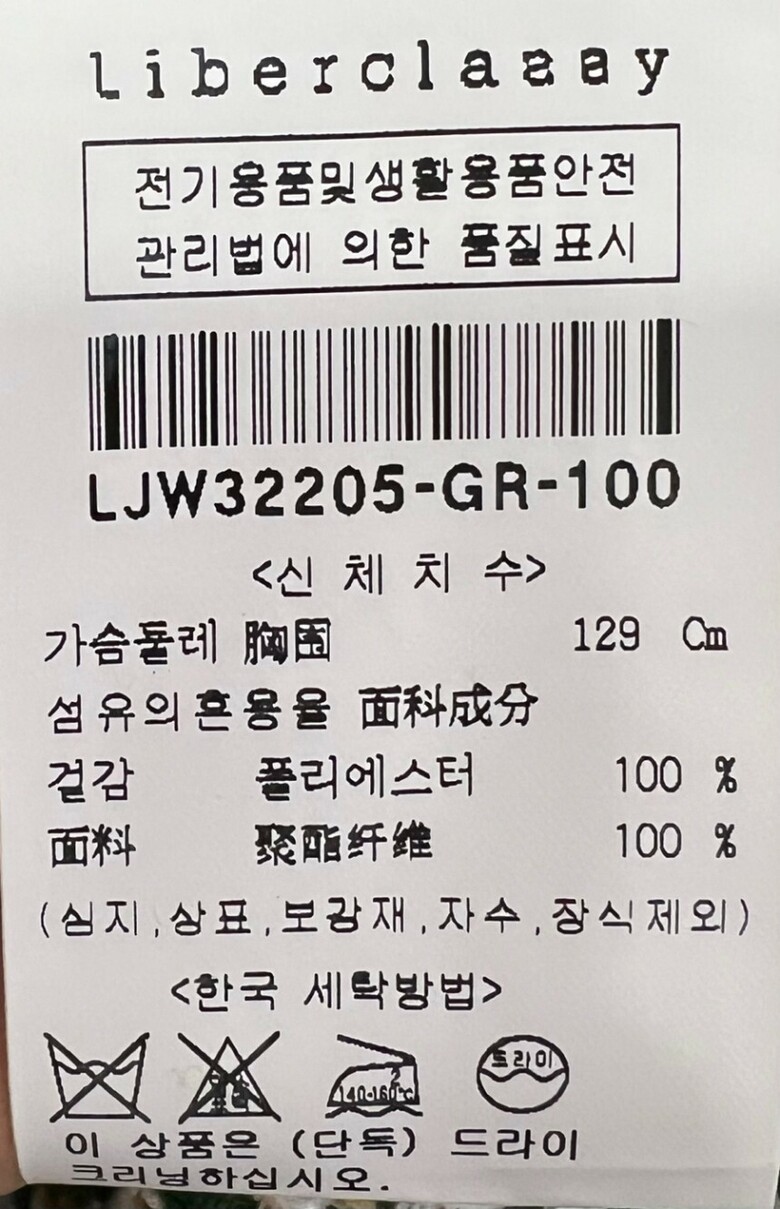 Liberclassy
전기용품및생활용품안전
관리법에 의한 품질표시
LJW32205-GR-100
<신 체 치 수>
가슴둘레 胸围 129 Cm
섬유의혼용율 面料成分
겉감 폴리에스터 100 %
面料 聚酯纤维 100 %
(심지,상표,보강재,자수,장식제외)
<한국 세탁방법>
140-160℃ 드라이
이 상품은 (단독) 드라이
크리닝하십시오.